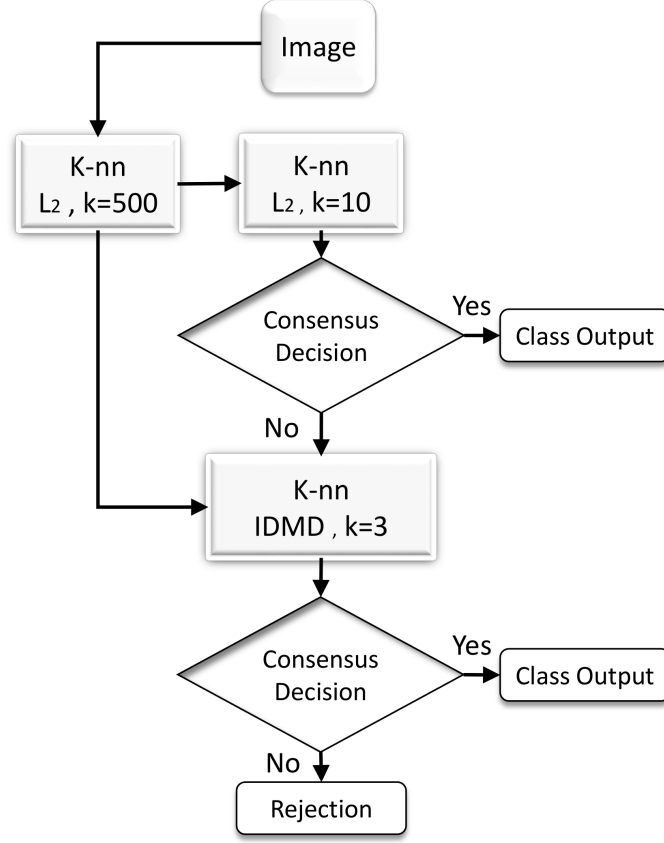 Image
K-nn
L2 , k=500
K-nn
L2 , k=10
Consensus
Decision
Yes
Class Output
No
K-nn
IDMD , k=3
Consensus
Decision
Yes
Class Output
No
Rejection